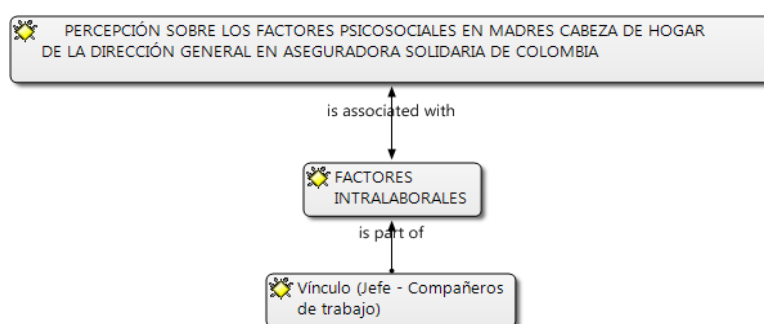 PERCEPCIÓN SOBRE LOS FACTORES PSICOSOCIALES EN MADRES CABEZA DE HOGAR
DE LA DIRECCIÓN GENERAL EN ASEGURADORA SOLIDARIA DE COLOMBIA
is associated with
FACTORES
INTRALABORALES
is part of
Vínculo (Jefe - Compañeros
de trabajo)